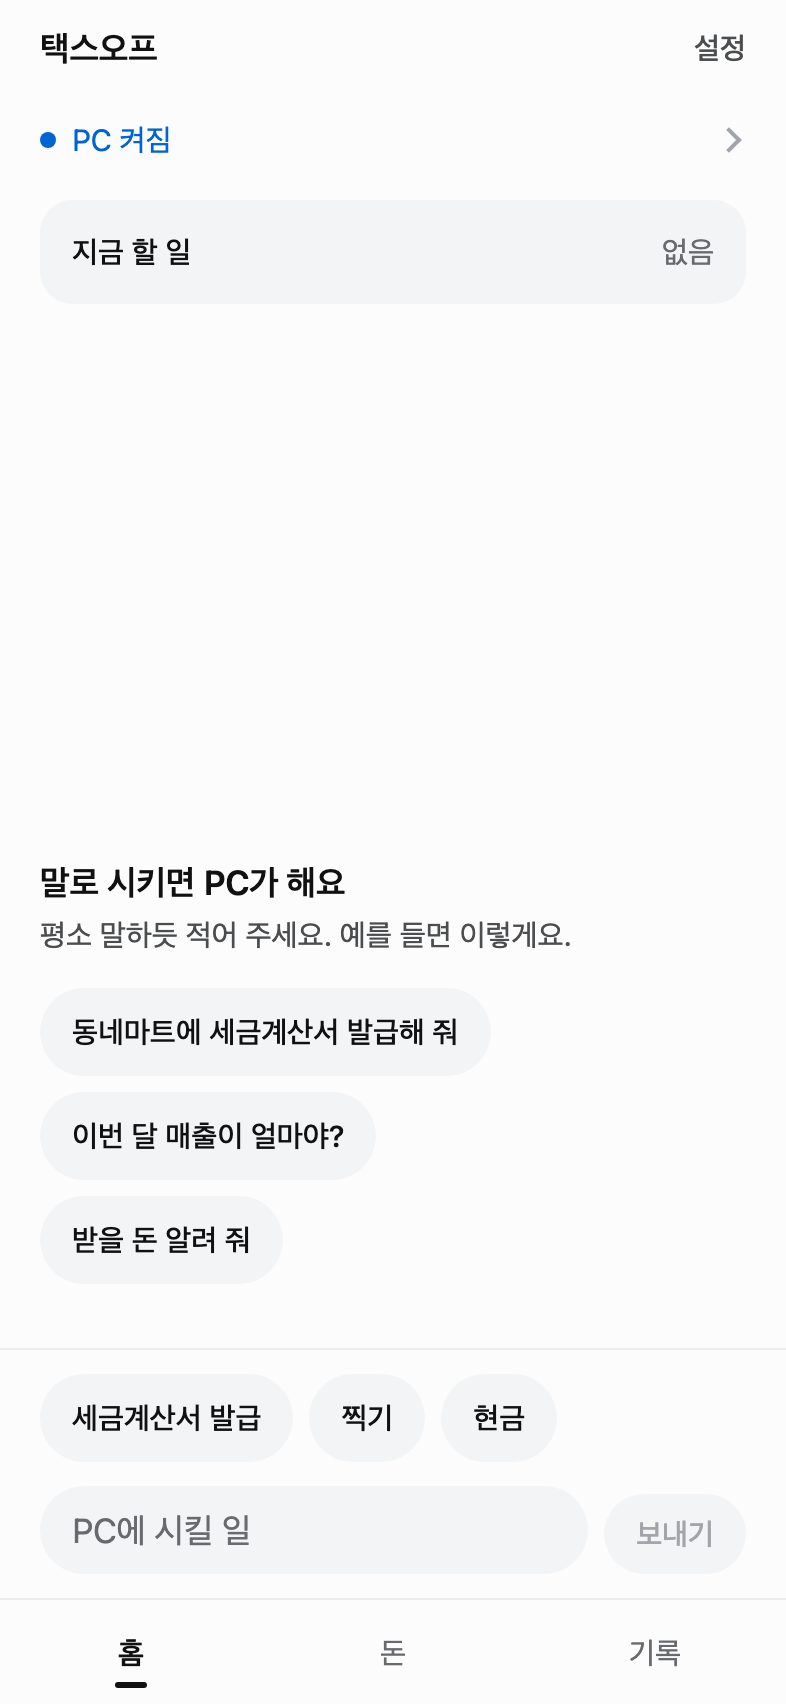 택스오프
설정
PC 켜짐
지금 할 일
없음
말로 시키면 PC가 해요
평소 말하듯 적어 주세요. 예를 들면 이렇게요.
동네마트에 세금계산서 발급해 줘
이번 달 매출이 얼마야?
받을 돈 알려 줘
세금계산서 발급
찍기
현금
PC에 시킬 일
보내기
홈
돈
기록